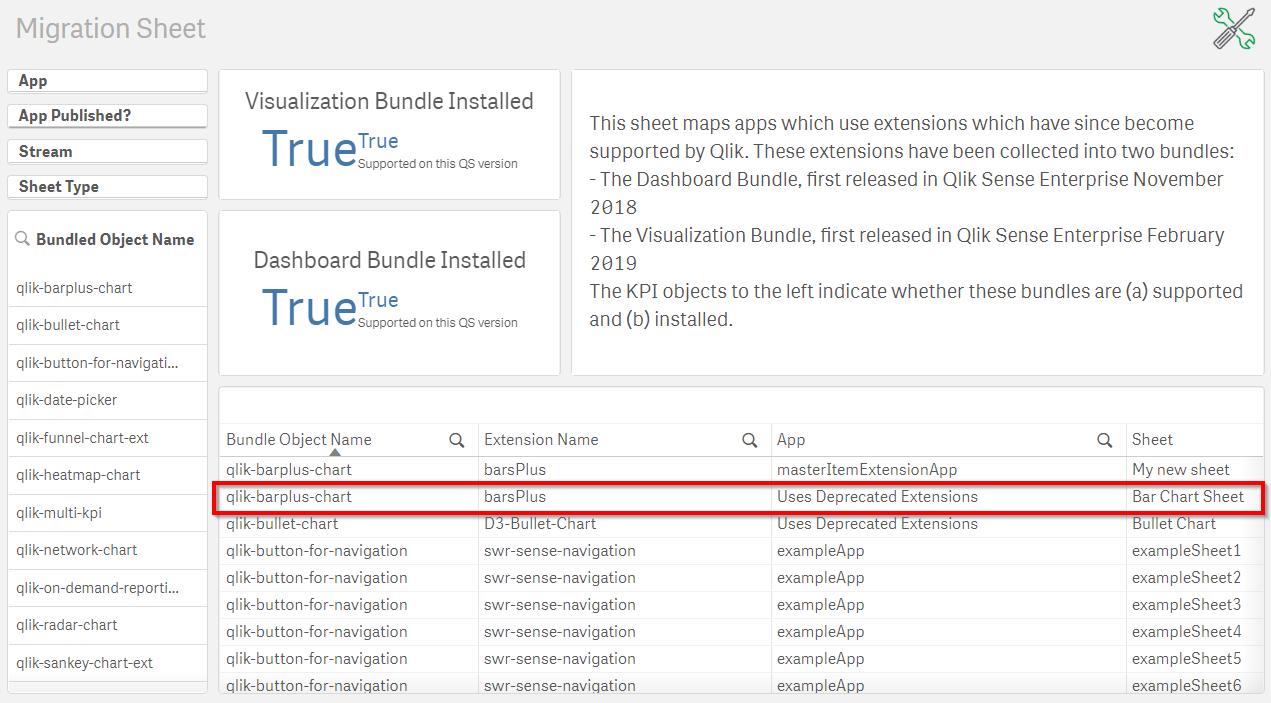 Migration Sheet
App
App Published?
Stream
Sheet Type
Bundled Object Name
qlik-barplus-chart
qlik-bullet-chart
qlik-button-for-navigati...
qlik-date-picker
qlik-funnel-chart-ext
qlik-heatmap-chart
qlik-multi-kpi
qlik-network-chart
qlik-on-demand-reporti...
qlik-radar-chart
qlik-sankey-chart-ext
Visualization Bundle Installed
True True
Supported on this QS version
Dashboard Bundle Installed
True True
Supported on this QS version
This sheet maps apps which use extensions which have since become
supported by Qlik. These extensions have been collected into two bundles:
- The Dashboard Bundle, first released in Qlik Sense Enterprise November
2018
- The Visualization Bundle, first released in Qlik Sense Enterprise February
2019
The KPI objects to the left indicate whether these bundles are (a) supported
and (b) installed.
Bundle Object Name Extension Name App Sheet
qlik-barplus-chart barsPlus masterItemExtensionApp My new sheet
qlik-barplus-chart barsPlus Uses Deprecated Extensions Bar Chart Sheet
qlik-bullet-chart D3-Bullet-Chart Uses Deprecated Extensions Bullet Chart
qlik-button-for-navigation swr-sense-navigation exampleApp exampleSheet1
qlik-button-for-navigation swr-sense-navigation exampleApp exampleSheet2
qlik-button-for-navigation swr-sense-navigation exampleApp exampleSheet3
qlik-button-for-navigation swr-sense-navigation exampleApp exampleSheet4
qlik-button-for-navigation swr-sense-navigation exampleApp exampleSheet5
qlik-button-for-navigation swr-sense-navigation exampleApp exampleSheet6